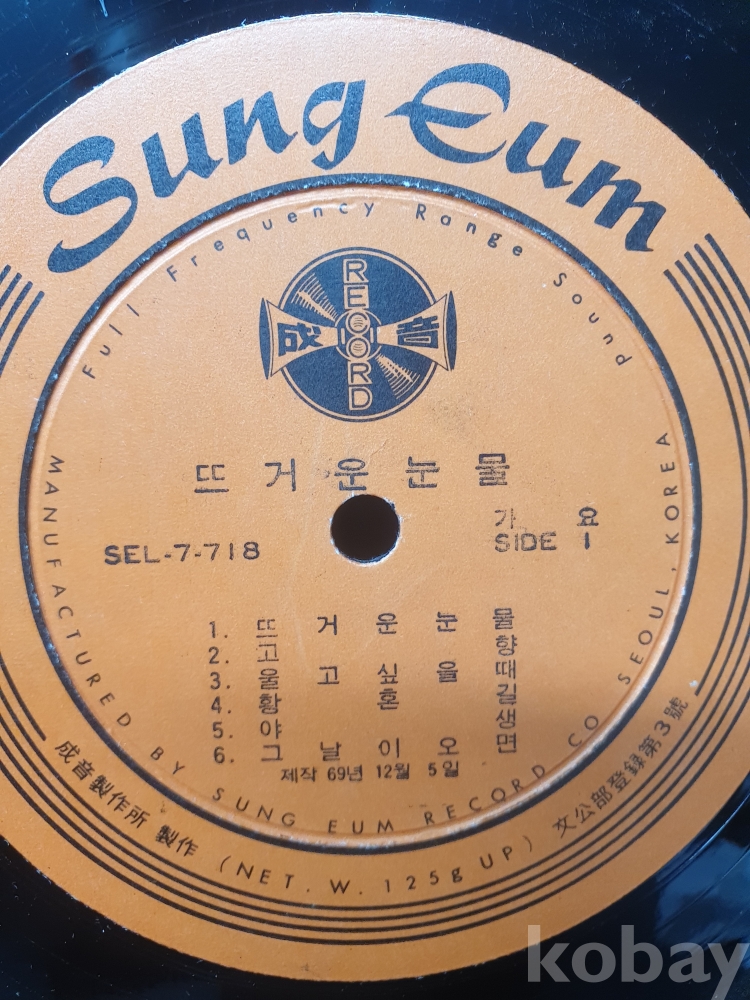 Sung Eum
Full Frequency Range Sound
RECORD
成音
뜨거운눈물
SEL-7-718
가요
SIDE 1
1. 뜨거운눈물
2. 고향
3. 울고싶을때
4. 황혼길
5. 야생
6. 그날이오면
제작 69년 12월 5일
MANUFACTURED BY SUNG EUM RECORD CO. SEOUL, KOREA
成音製作所 製作 (NET. W. 125g UP) 文公部登録第3號
kobay